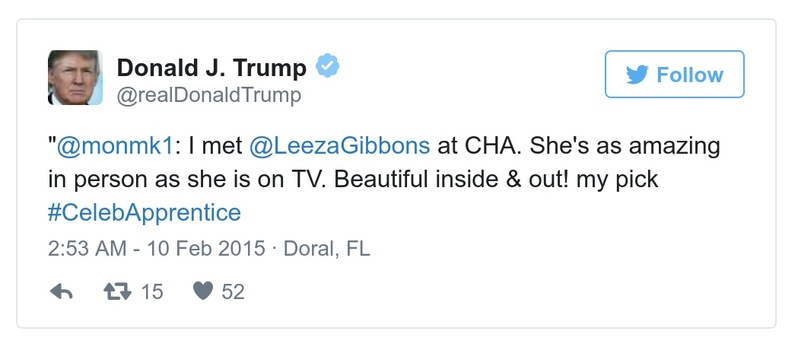 Donald J. Trump
@realDonaldTrump
Follow
"@monmk1: I met @LeezaGibbons at CHA. She's as amazing
in person as she is on TV. Beautiful inside & out! my pick
#CelebApprentice
2:53 AM - 10 Feb 2015 · Doral, FL
15 52